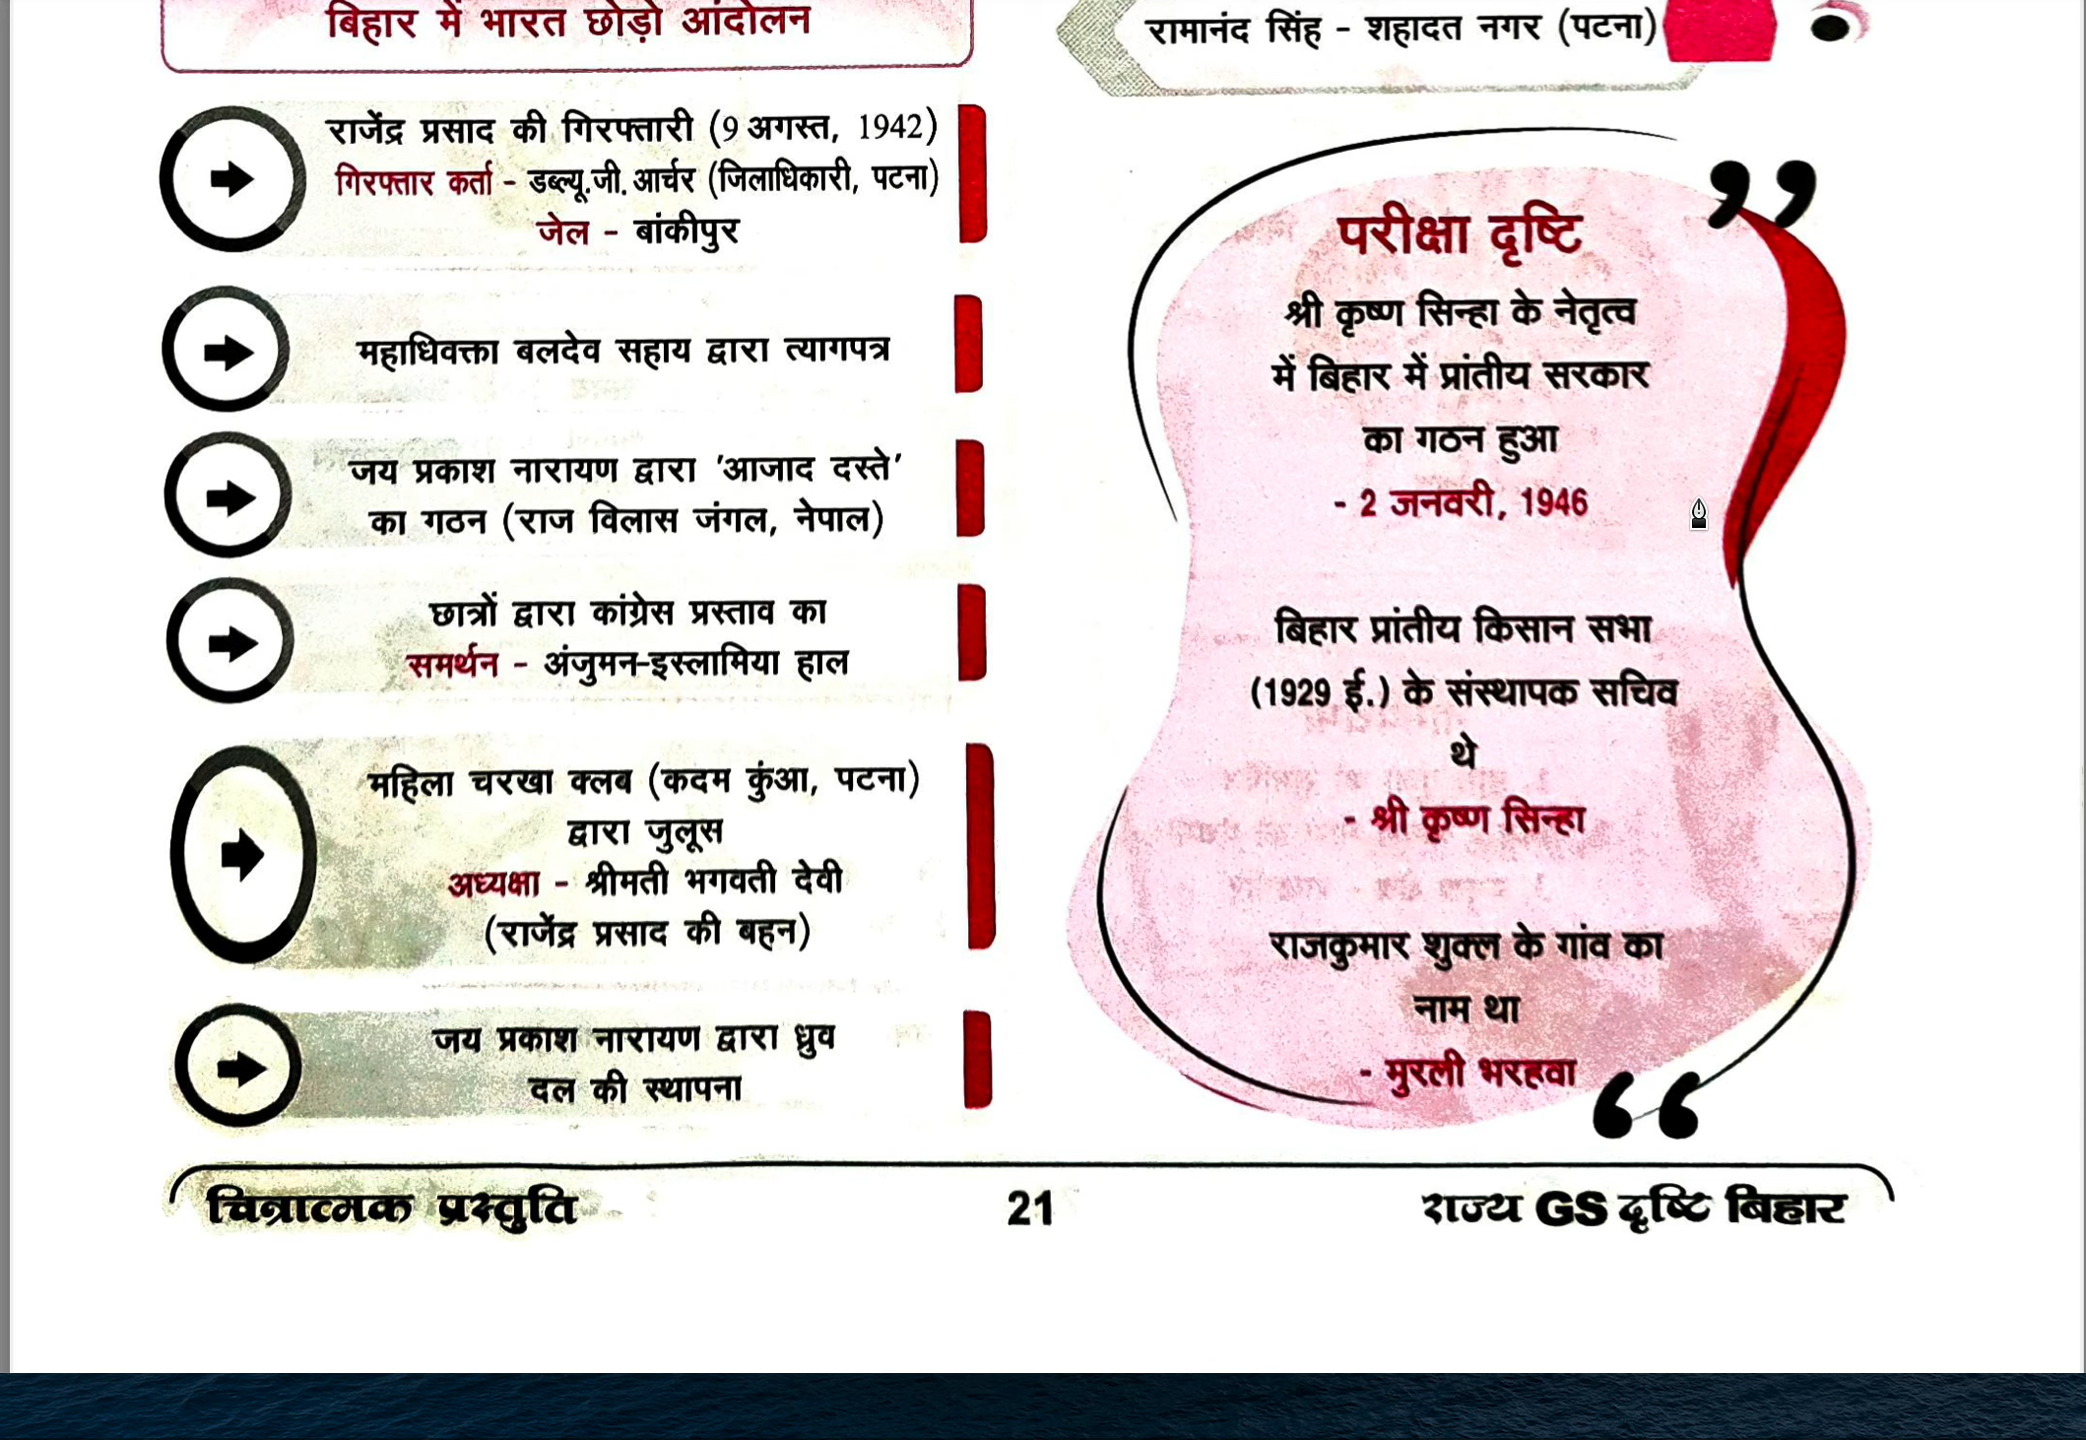 बिहार में भारत छोड़ो आंदोलन
राजेंद्र प्रसाद की गिरफ्तारी (9 अगस्त, 1942)
गिरफ्तार कर्ता - डब्ल्यू.जी. आर्चर (जिलाधिकारी, पटना)
जेल - बांकीपुर
महाधिवक्ता बलदेव सहाय द्वारा त्यागपत्र
जय प्रकाश नारायण द्वारा 'आजाद दस्ते'
का गठन (राज विलास जंगल, नेपाल)
छात्रों द्वारा कांग्रेस प्रस्ताव का
समर्थन - अंजुमन-इस्लामिया हाल
महिला चरखा क्लब (कदम कुंआ, पटना)
द्वारा जुलूस
अध्यक्षा - श्रीमती भगवती देवी
(राजेंद्र प्रसाद की बहन)
जय प्रकाश नारायण द्वारा ध्रुव
दल की स्थापना
रामानंद सिंह - शहादत नगर (पटना)
परीक्षा दृष्टि
श्री कृष्ण सिन्हा के नेतृत्व
में बिहार में प्रांतीय सरकार
का गठन हुआ
- 2 जनवरी, 1946
बिहार प्रांतीय किसान सभा
(1929 ई.) के संस्थापक सचिव
थे
- श्री कृष्ण सिन्हा
राजकुमार शुक्ल के गांव का
नाम था
- मुरली भरहवा
चित्रात्मक प्रस्तुति
21
राज्य GS दृष्टि बिहार